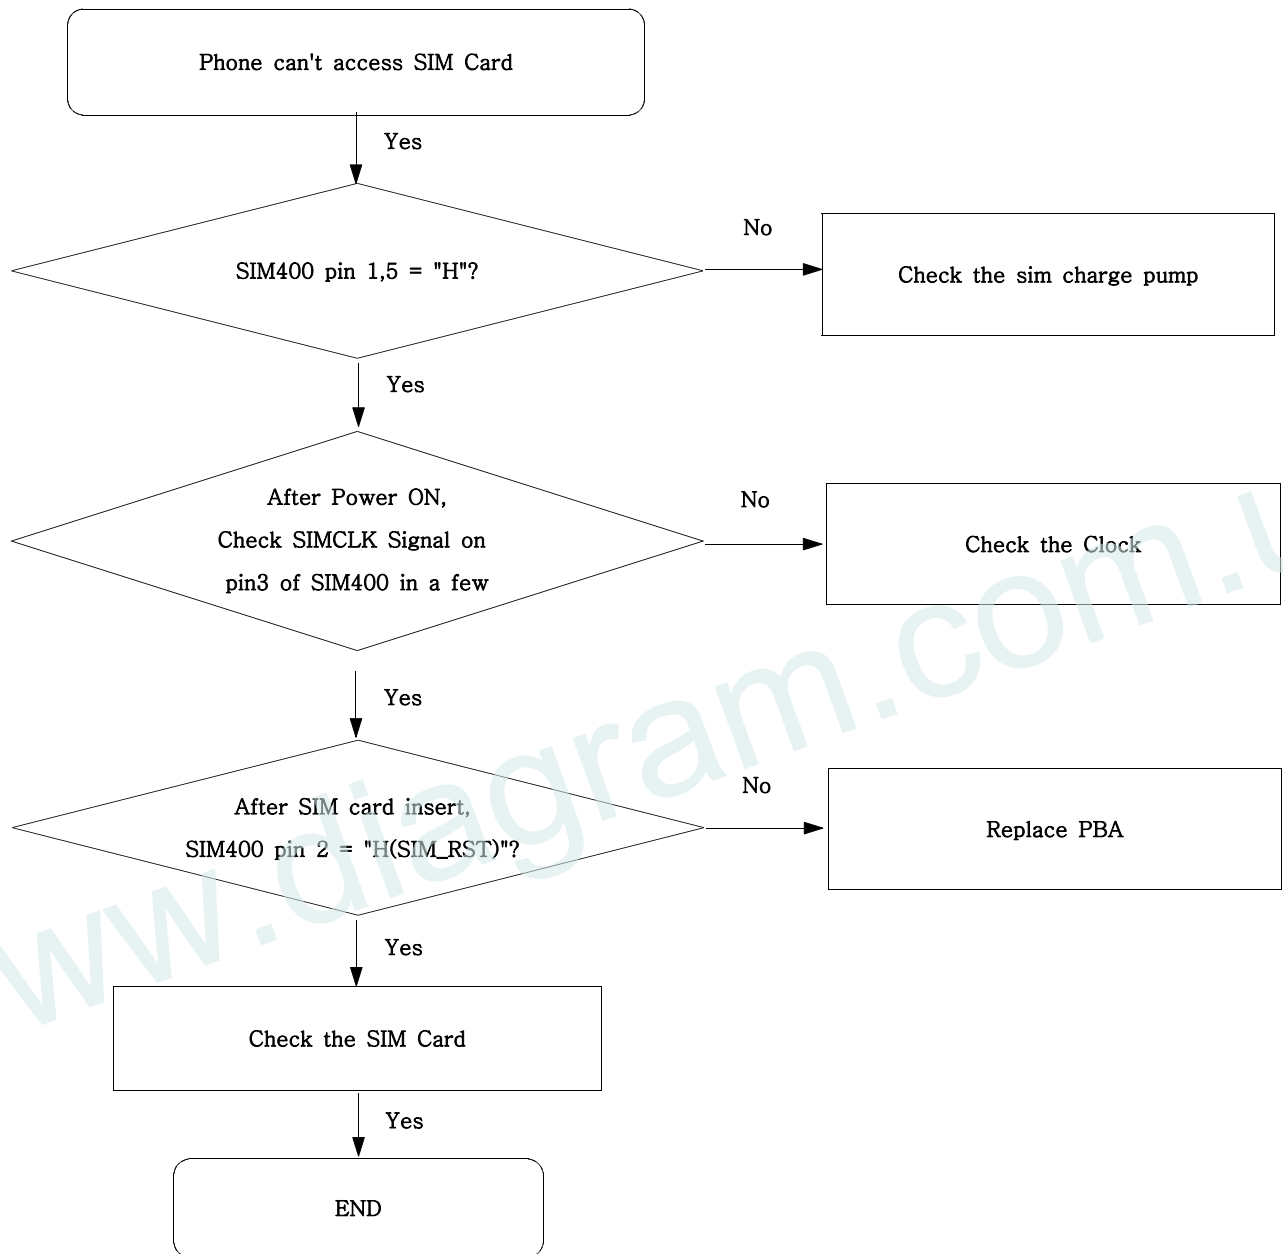 Phone can't access SIM Card
Yes
SIM400 pin 1,5 = "H"?
No
Check the sim charge pump
Yes
After Power ON,
Check SIMCLK Signal on
pin3 of SIM400 in a few
No
Check the Clock
Yes
After SIM card insert,
SIM400 pin 2 = "H(SIM_RST)"?
No
Replace PBA
Yes
Check the SIM Card
Yes
END
ww.diagram.com.u